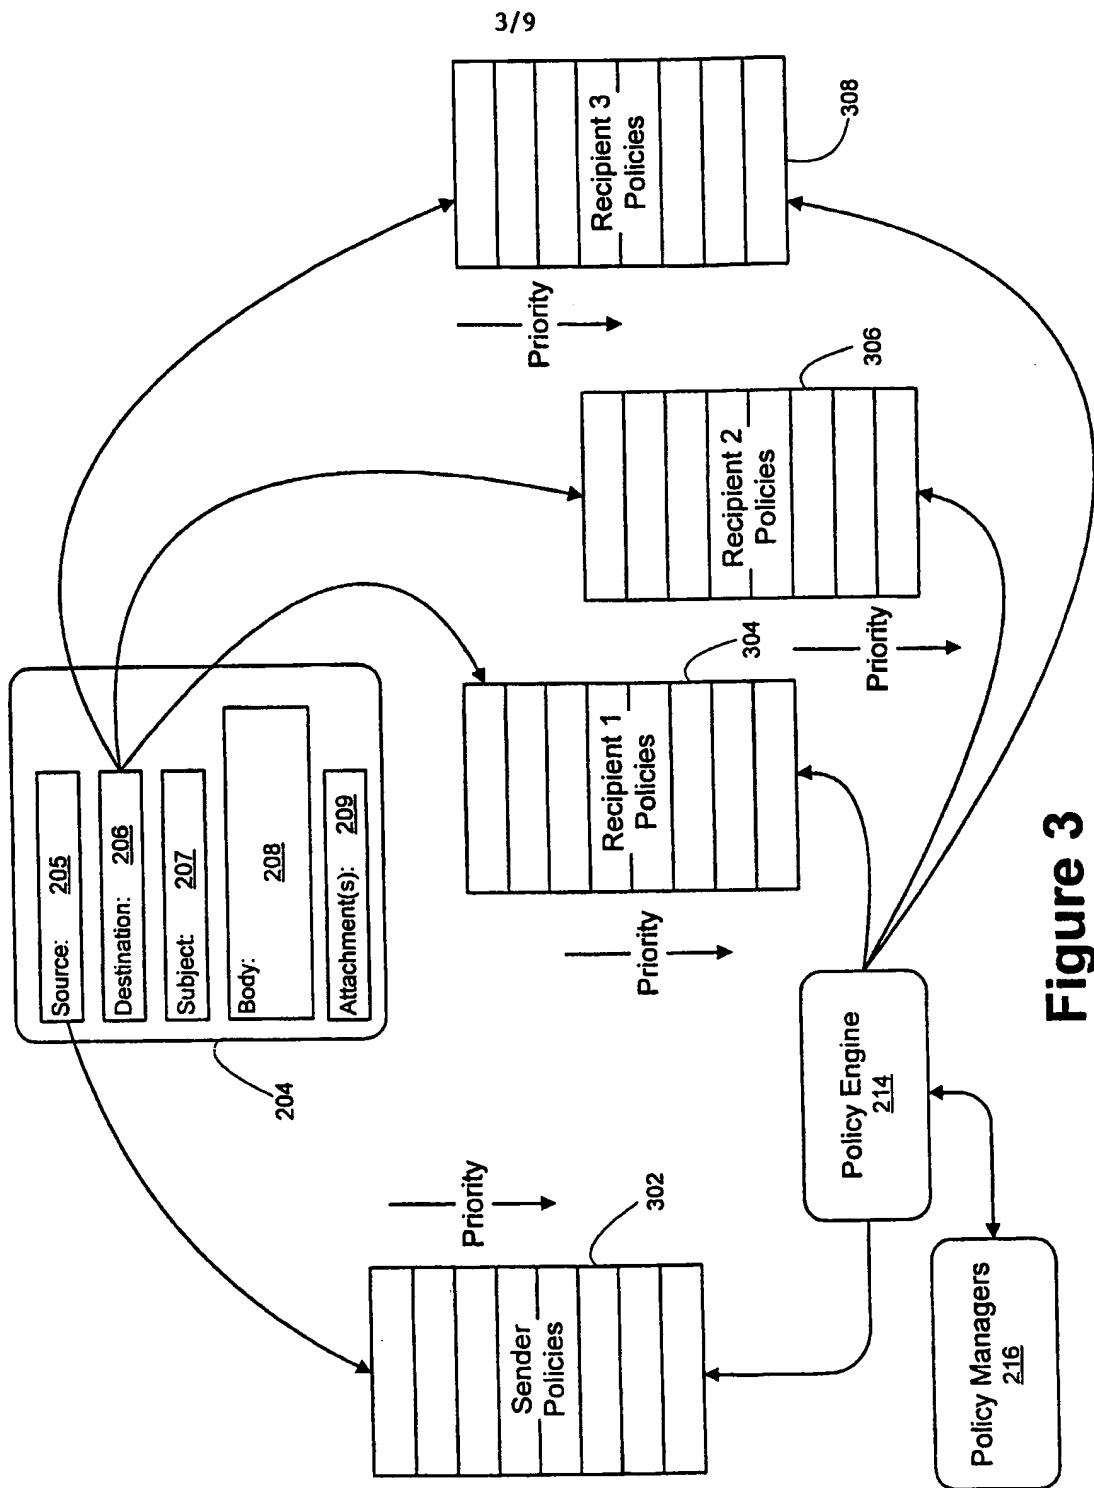 3/9
Source: 205
Destination: 206
Subject: 207
Body:
208
Attachment(s): 209
204
Priority
Sender
Policies
302
Priority
Recipient 1
Policies
304
Priority
Recipient 2
Policies
306
Priority
Recipient 3
Policies
308
Policy Engine
214
Policy Managers
216
Figure 3